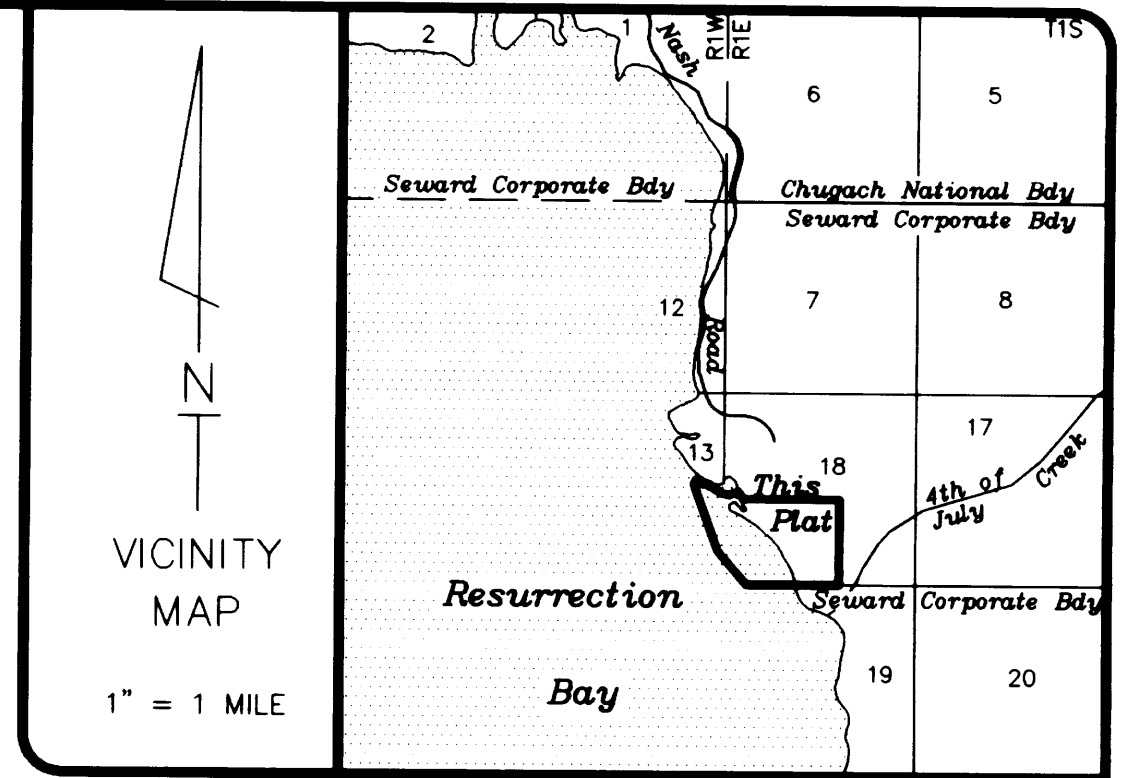 N
VICINITY
MAP
1" = 1 MILE
2
1
Nash
R1W
R1E
T1S
6
5
Seward Corporate Bdy
Chugach National Bdy
Seward Corporate Bdy
12
Road
7
8
13
18
17
This
Plat
4th of
July
Creek
Resurrection
Bay
Seward Corporate Bdy
19
20